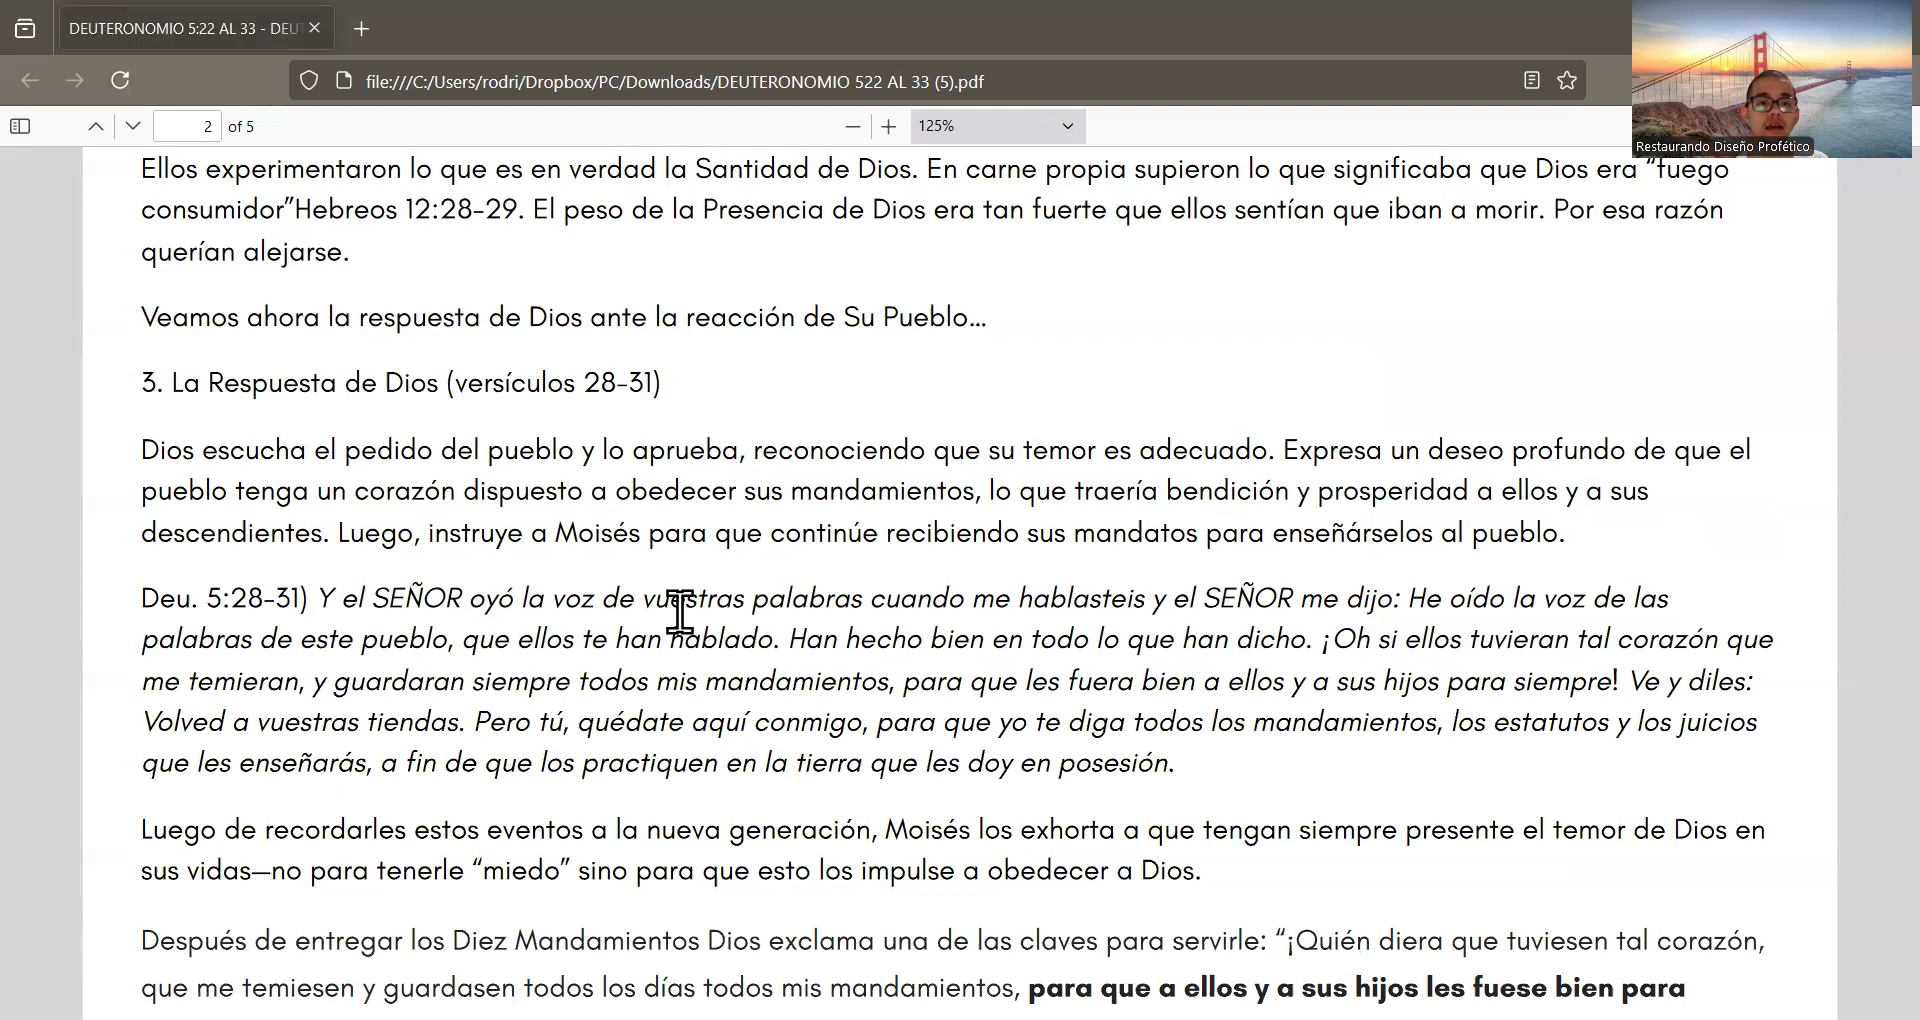 DEUTERONOMIO 5:22 AL 33 - DEU
file:///C:/Users/rodri/Dropbox/PC/Downloads/DEUTERONOMIO 522 AL 33 (5).pdf
2 of 5
125%
Restaurando Diseño Profético
Ellos experimentaron lo que es en verdad la Santidad de Dios. En carne propia supieron lo que significaba que Dios era “fuego
consumidor”Hebreos 12:28-29. El peso de la Presencia de Dios era tan fuerte que ellos sentían que iban a morir. Por esa razón
querían alejarse.
Veamos ahora la respuesta de Dios ante la reacción de Su Pueblo...
3. La Respuesta de Dios (versículos 28-31)
Dios escucha el pedido del pueblo y lo aprueba, reconociendo que su temor es adecuado. Expresa un deseo profundo de que el
pueblo tenga un corazón dispuesto a obedecer sus mandamientos, lo que traería bendición y prosperidad a ellos y a sus
descendientes. Luego, instruye a Moisés para que continúe recibiendo sus mandatos para enseñárselos al pueblo.
Deu. 5:28-31) Y el SEÑOR oyó la voz de vuestras palabras cuando me hablasteis y el SEÑOR me dijo: He oído la voz de las
palabras de este pueblo, que ellos te han hablado. Han hecho bien en todo lo que han dicho. ¡Oh si ellos tuvieran tal corazón que
me temieran, y guardaran siempre todos mis mandamientos, para que les fuera bien a ellos y a sus hijos para siempre! Ve y diles:
Volved a vuestras tiendas. Pero tú, quédate aquí conmigo, para que yo te diga todos los mandamientos, los estatutos y los juicios
que les enseñarás, a fin de que los practiquen en la tierra que les doy en posesión.
Luego de recordarles estos eventos a la nueva generación, Moisés los exhorta a que tengan siempre presente el temor de Dios en
sus vidas—no para tenerle “miedo” sino para que esto los impulse a obedecer a Dios.
Después de entregar los Diez Mandamientos Dios exclama una de las claves para servirle: “¡Quién diera que tuviesen tal corazón,
que me temiesen y guardasen todos los días todos mis mandamientos, para que a ellos y a sus hijos les fuese bien para